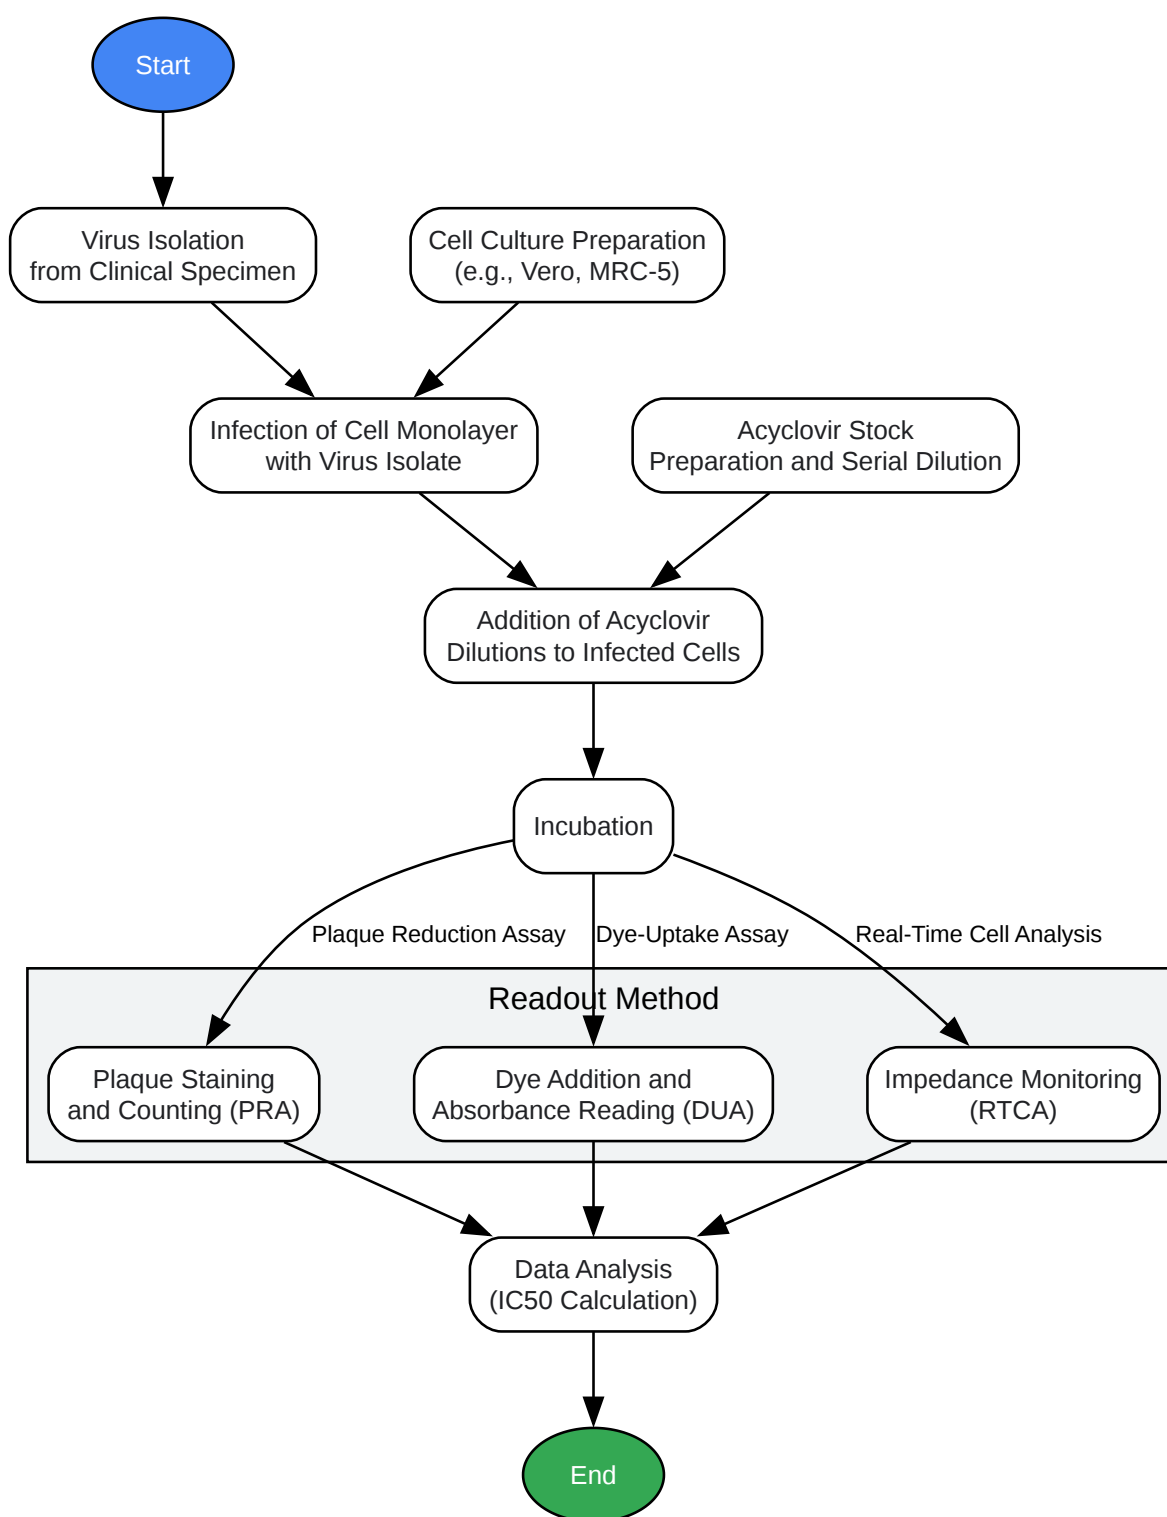 Start
Virus Isolation
from Clinical Specimen
Cell Culture Preparation
(e.g., Vero, MRC-5)
Infection of Cell Monolayer
with Virus Isolate
Acyclovir Stock
Preparation and Serial Dilution
Addition of Acyclovir
Dilutions to Infected Cells
Incubation
Plaque Reduction Assay
Dye-Uptake Assay
Real-Time Cell Analysis
Readout Method
Plaque Staining
and Counting (PRA)
Dye Addition and
Absorbance Reading (DUA)
Impedance Monitoring
(RTCA)
Data Analysis
(IC50 Calculation)
End